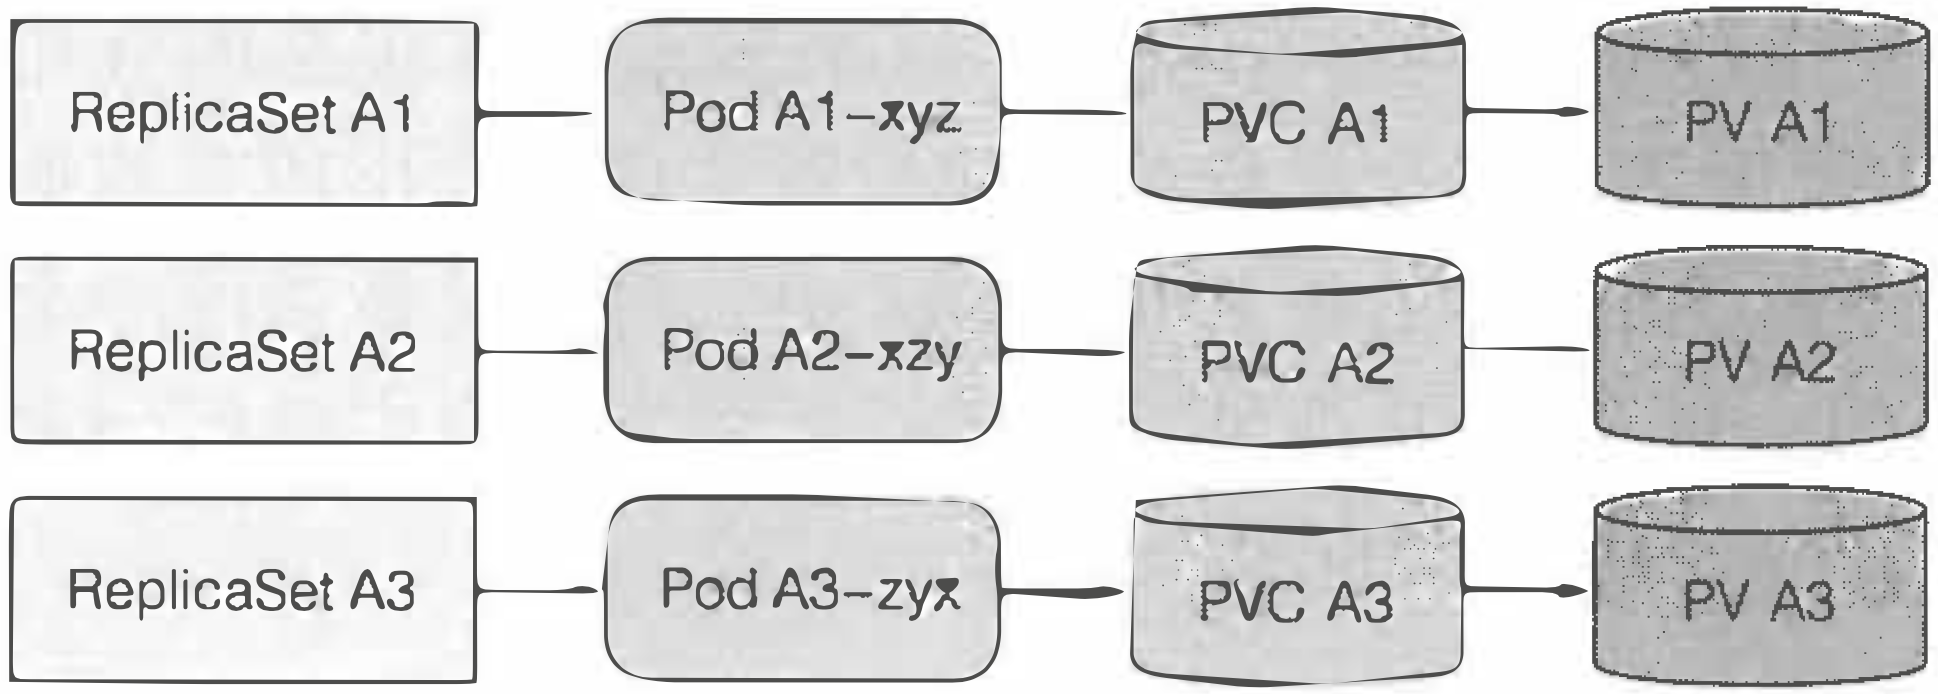 ReplicaSet A1
Pod A1-xyz
PVC A1
PV A1
ReplicaSet A2
Pod A2-xzy
PVC A2
PV A2
ReplicaSet A3
Pod A3-zyx
PVC A3
PV A3